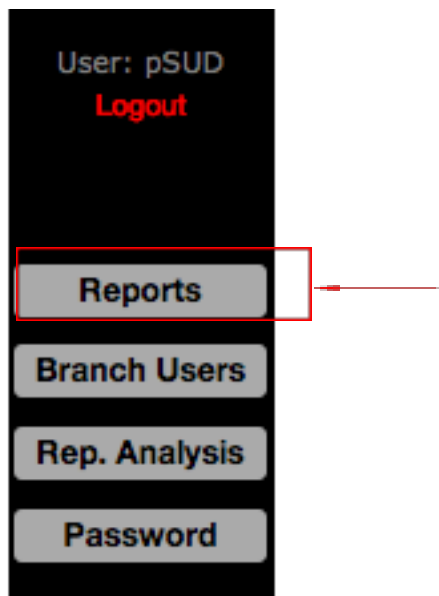 User: pSUD
Logout
Reports
Branch Users
Rep. Analysis
Password